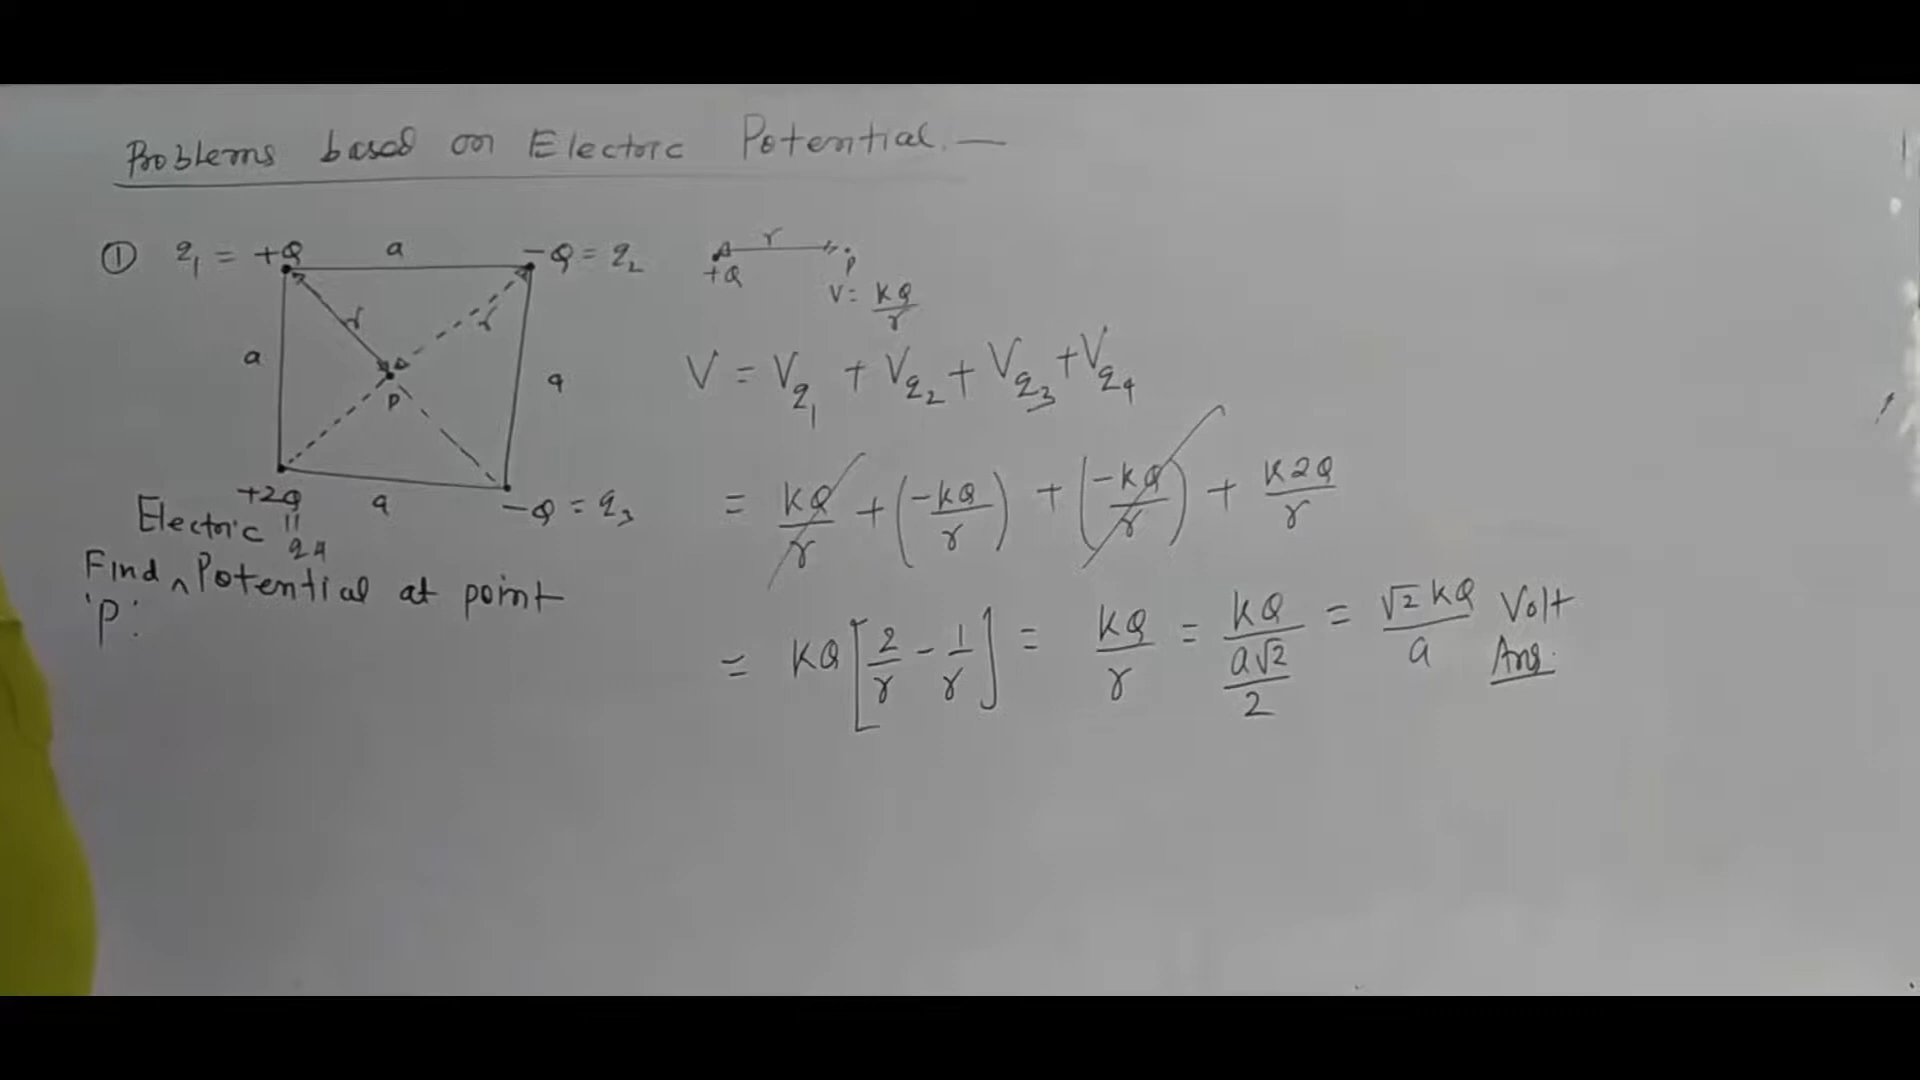 Problems based on Electric Potential. —
① q₁ = +Q a -Q = q₂
r
+Q P
V = kQ/r
r r
a a
P
V = Vq₁ + Vq₂ + Vq₃ + Vq₄
+2Q a -Q = q₃
= kQ/r + (-kQ/r) + (-kQ/r) + k2Q/r
Electric "
q₄
Find ^ Potential at point
'P'.
= kQ[2/r - 1/r] = kQ/r = kQ/(a√2/2) = √2 kQ/a Volt
Ans.